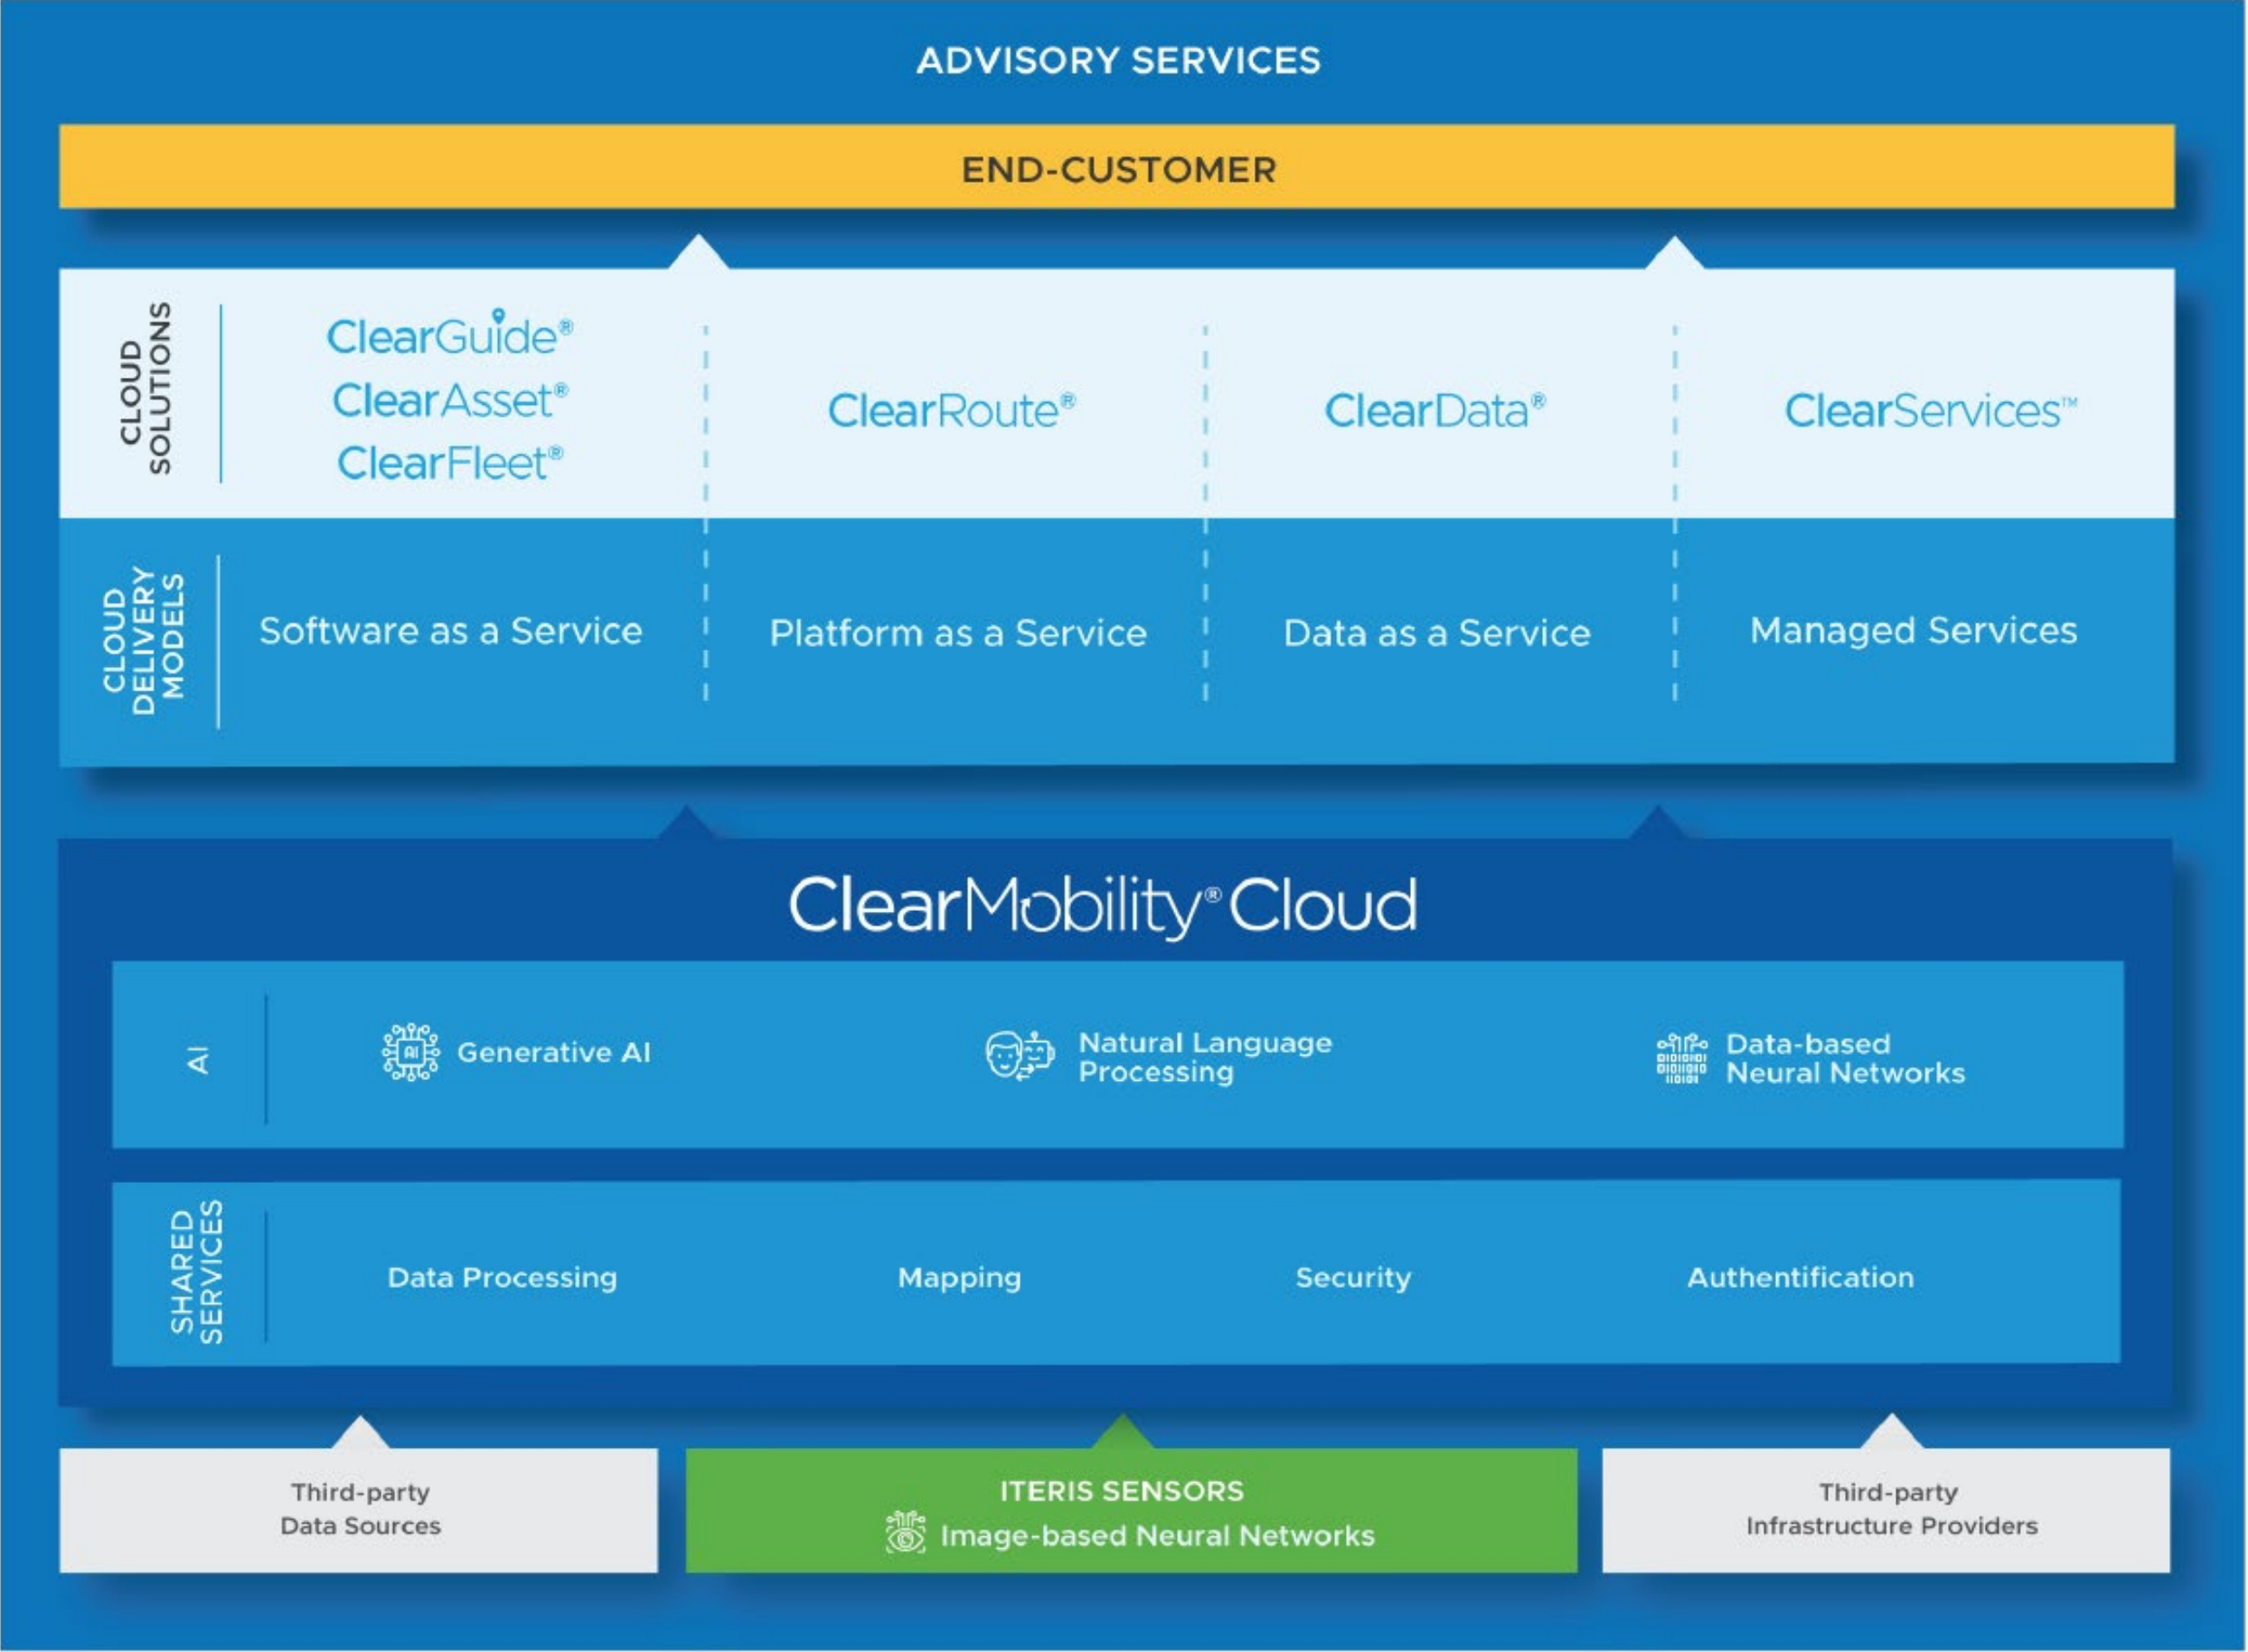 ADVISORY SERVICES
END-CUSTOMER
CLOUD
SOLUTIONS
ClearGuide®
ClearAsset®
ClearFleet®
ClearRoute®
ClearData®
ClearServices™
CLOUD
DELIVERY
MODELS
Software as a Service
Platform as a Service
Data as a Service
Managed Services
ClearMobility® Cloud
AI
AI
Generative AI
Natural Language
Processing
Data-based
Neural Networks
SHARED
SERVICES
Data Processing
Mapping
Security
Authentification
Third-party
Data Sources
ITERIS SENSORS
Image-based Neural Networks
Third-party
Infrastructure Providers